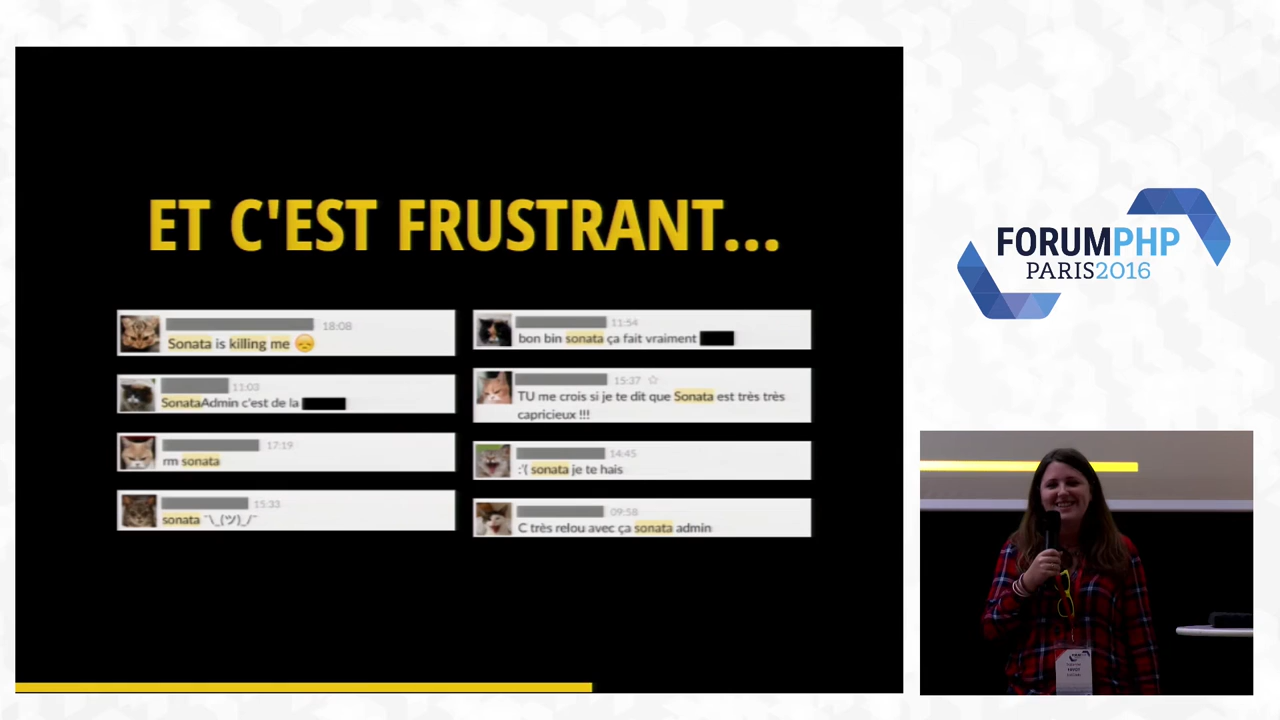 ET C'EST FRUSTRANT...
18:08
Sonata is killing me 😞
11:03
SonataAdmin c'est de la
17:19
rm sonata
15:33
sonata ¯\_(ツ)_/¯
11:54
bon bin sonata ça fait vraiment
15:37 ☆
TU me crois si je te dit que Sonata est très très
capricieux !!!
14:45
:'( sonata je te hais
09:58
C très relou avec ça sonata admin
FORUMPHP
PARIS2016